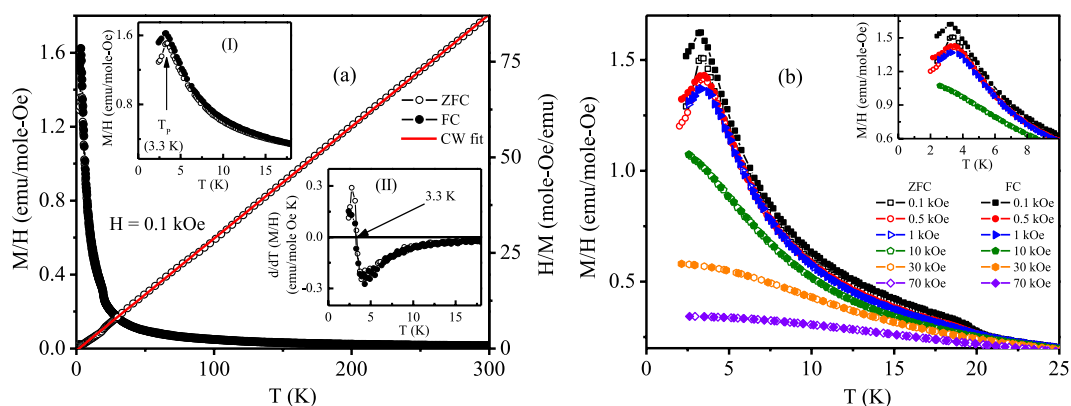 (I)
M/H (emu/mole-Oe)
1.6
0.8
T_P
(3.3 K)
5 10 15
T (K)
(a)
ZFC
FC
CW fit
H = 0.1 kOe
(II)
d/dT (M/H)
(emu/mole Oe K)
0.3
0.0
-0.3
3.3 K
0 5 10 15
T (K)
M/H (emu/mole-Oe)
1.6
1.2
0.8
0.4
0.0
75
50
25
0
H/M (mole-Oe/emu)
0 50 100 150 200 250 300
T (K)
(b)
M/H (emu/mole-Oe)
1.5
1.0
0.5
0 5 10 15 20 25
T (K)
M/H (emu/mole-Oe)
1.5
1.2
0.9
0.6
0 2 4 6 8
T (K)
ZFC FC
0.1 kOe 0.1 kOe
0.5 kOe 0.5 kOe
1 kOe 1 kOe
10 kOe 10 kOe
30 kOe 30 kOe
70 kOe 70 kOe